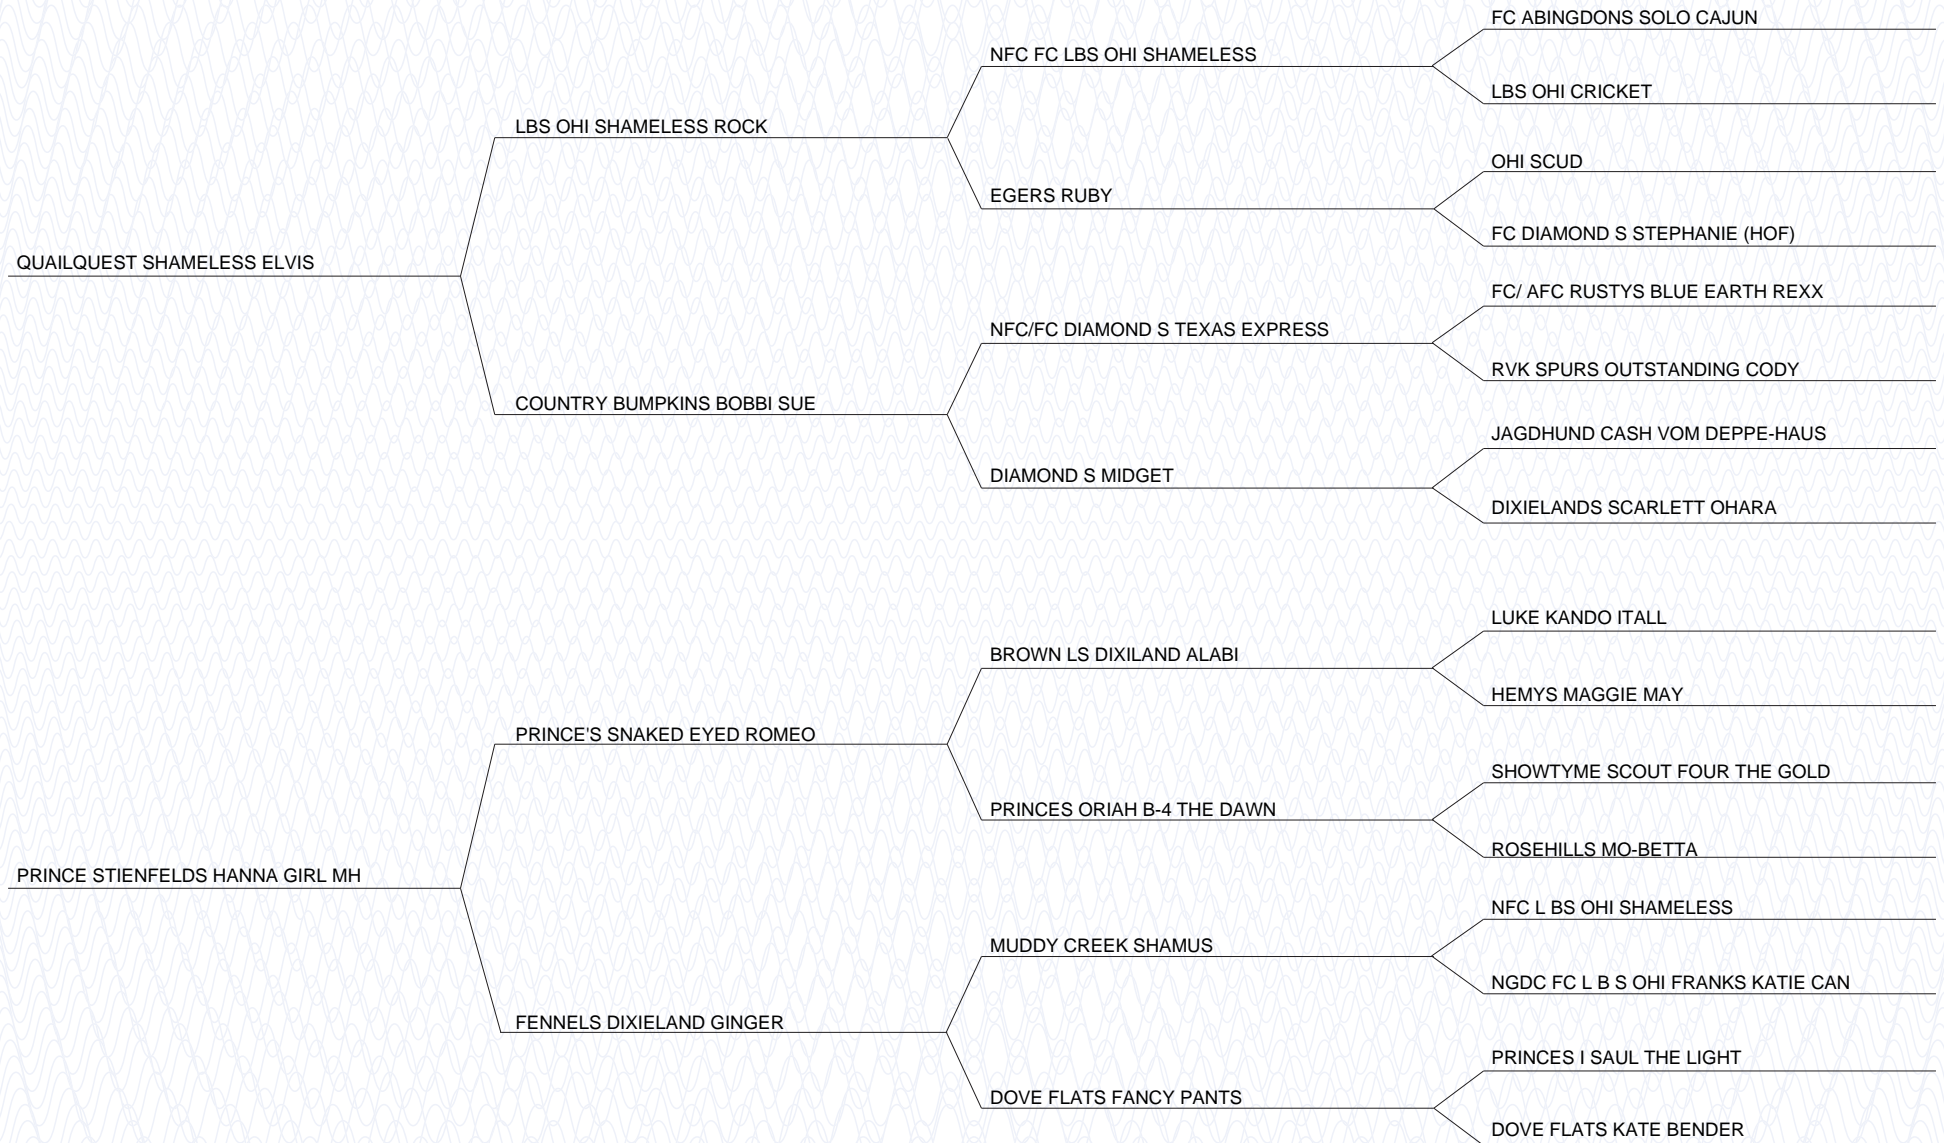 FC ABINGDONS SOLO CAJUN
NFC FC LBS OHI SHAMELESS
LBS OHI CRICKET
LBS OHI SHAMELESS ROCK
OHI SCUD
EGERS RUBY
FC DIAMOND S STEPHANIE (HOF)
QUAILQUEST SHAMELESS ELVIS
FC/ AFC RUSTYS BLUE EARTH REXX
NFC/FC DIAMOND S TEXAS EXPRESS
RVK SPURS OUTSTANDING CODY
COUNTRY BUMPKINS BOBBI SUE
JAGDHUND CASH VOM DEPPE-HAUS
DIAMOND S MIDGET
DIXIELANDS SCARLETT OHARA
LUKE KANDO ITALL
BROWN LS DIXILAND ALABI
HEMYS MAGGIE MAY
PRINCE'S SNAKED EYED ROMEO
SHOWTYME SCOUT FOUR THE GOLD
PRINCES ORIAH B-4 THE DAWN
ROSEHILLS MO-BETTA
PRINCE STIENFELDS HANNA GIRL MH
NFC L BS OHI SHAMELESS
MUDDY CREEK SHAMUS
NGDC FC L B S OHI FRANKS KATIE CAN
FENNELS DIXIELAND GINGER
PRINCES I SAUL THE LIGHT
DOVE FLATS FANCY PANTS
DOVE FLATS KATE BENDER